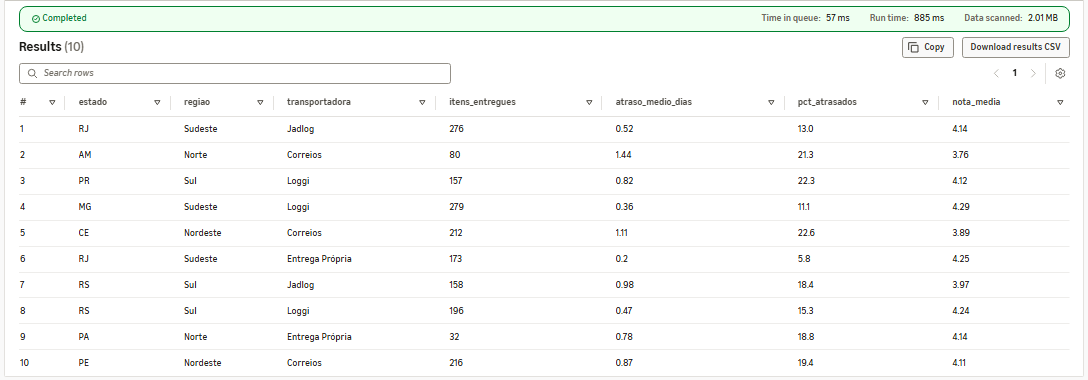 Completed Time in queue: 57 ms Run time: 885 ms Data scanned: 2.01 MB
Results (10) Copy Download results CSV
Search rows 1
# estado regiao transportadora itens_entregues atraso_medio_dias pct_atrasados nota_media
1 RJ Sudeste Jadlog 276 0.52 13.0 4.14
2 AM Norte Correios 80 1.44 21.3 3.76
3 PR Sul Loggi 157 0.82 22.3 4.12
4 MG Sudeste Loggi 279 0.36 11.1 4.29
5 CE Nordeste Correios 212 1.11 22.6 3.89
6 RJ Sudeste Entrega Própria 173 0.2 5.8 4.25
7 RS Sul Jadlog 158 0.98 18.4 3.97
8 RS Sul Loggi 196 0.47 15.3 4.24
9 PA Norte Entrega Própria 32 0.78 18.8 4.14
10 PE Nordeste Correios 216 0.87 19.4 4.11